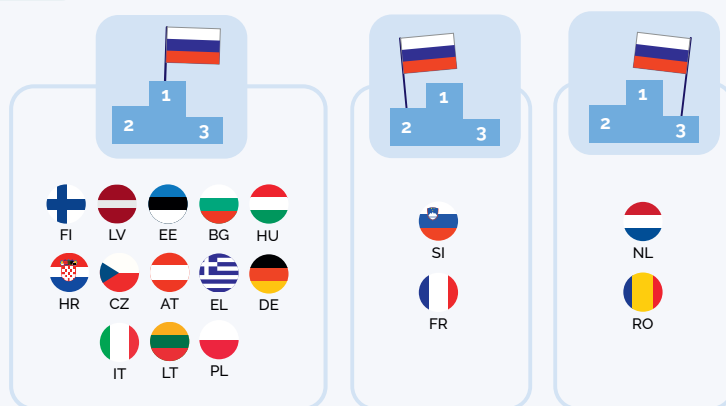 1
2
3
FI LV EE BG HU
HR CZ AT EL DE
IT LT PL
1
2
3
SI
FR
1
2
3
NL
RO